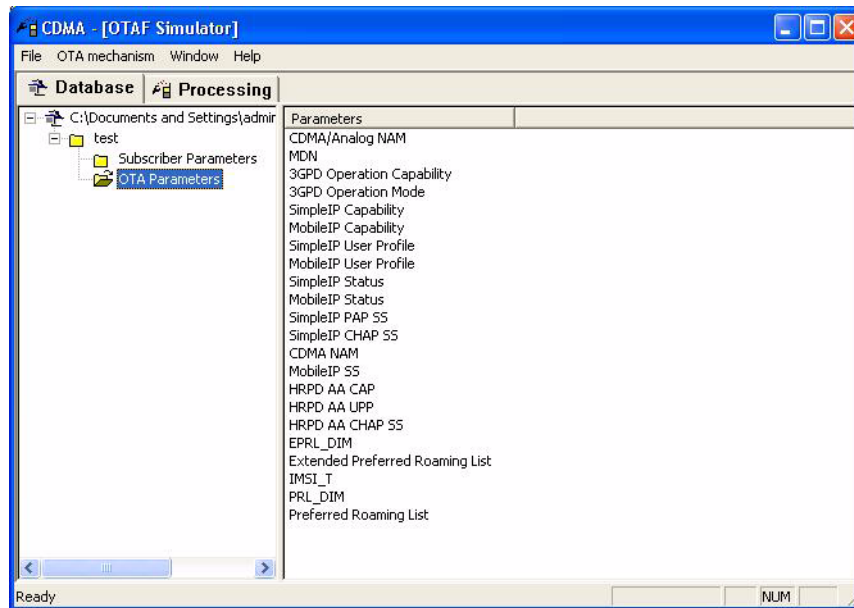 CDMA - [OTAF Simulator]
File OTA mechanism Window Help
Database Processing
C:\Documents and Settings\admir
test
Subscriber Parameters
OTA Parameters
Parameters
CDMA/Analog NAM
MDN
3GPD Operation Capability
3GPD Operation Mode
SimpleIP Capability
MobileIP Capability
SimpleIP User Profile
MobileIP User Profile
SimpleIP Status
MobileIP Status
SimpleIP PAP SS
SimpleIP CHAP SS
CDMA NAM
MobileIP SS
HRPD AA CAP
HRPD AA UPP
HRPD AA CHAP SS
EPRL_DIM
Extended Preferred Roaming List
IMSI_T
PRL_DIM
Preferred Roaming List
Ready NUM